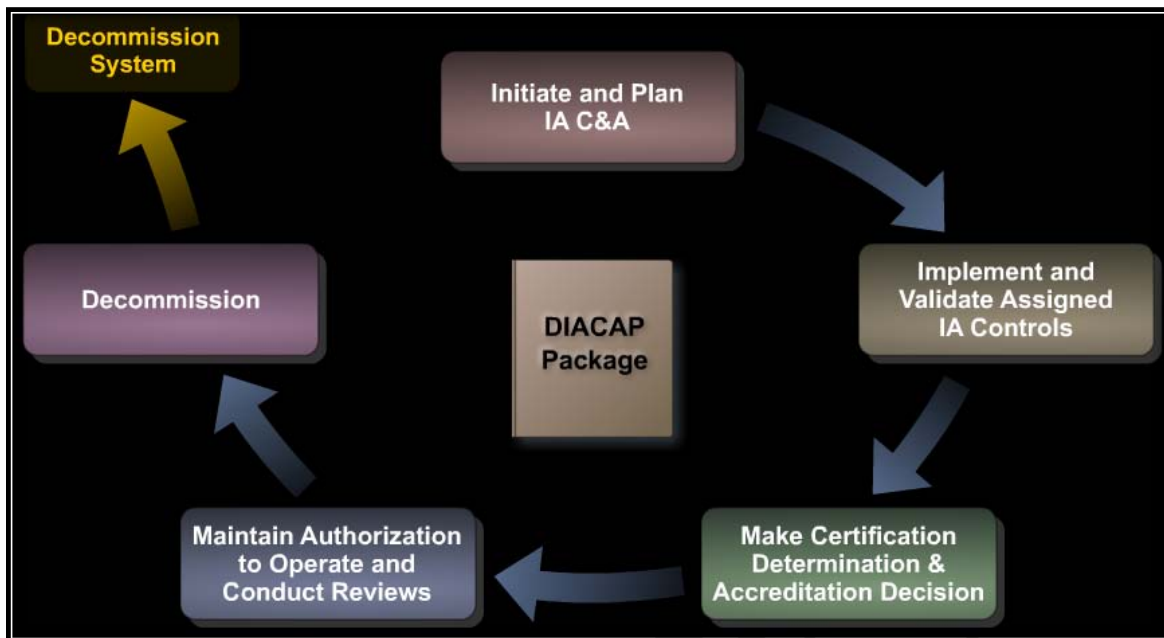 Decommission
System
Initiate and Plan
IA C&A
Implement and
Validate Assigned
IA Controls
Make Certification
Determination &
Accreditation Decision
Maintain Authorization
to Operate and
Conduct Reviews
Decommission
DIACAP
Package